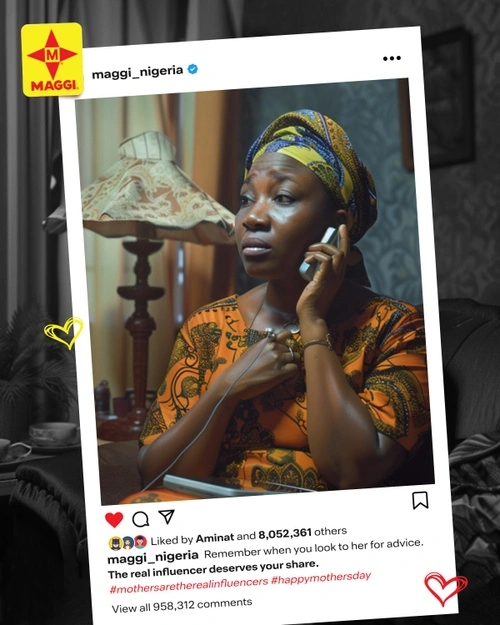 M
MAGGI
maggi_nigeria
Liked by Aminat and 8,052,361 others
maggi_nigeria Remember when you look to her for advice.
The real influencer deserves your share.
#mothersaretherealinfluencers #happymothersday
View all 958,312 comments